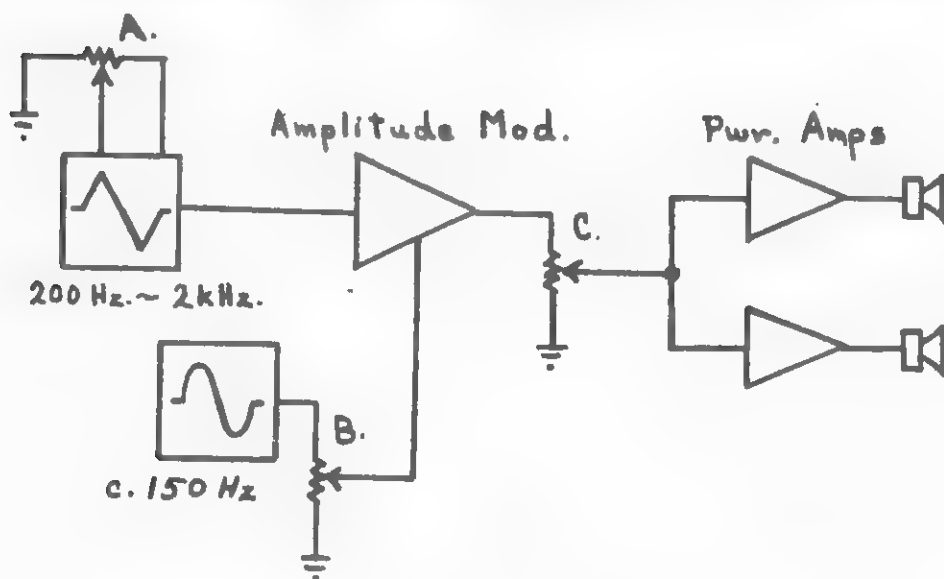 A.
Amplitude Mod.
Pwr. Amps
C.
200 Hz. ~ 2kHz.
B.
c. 150 Hz